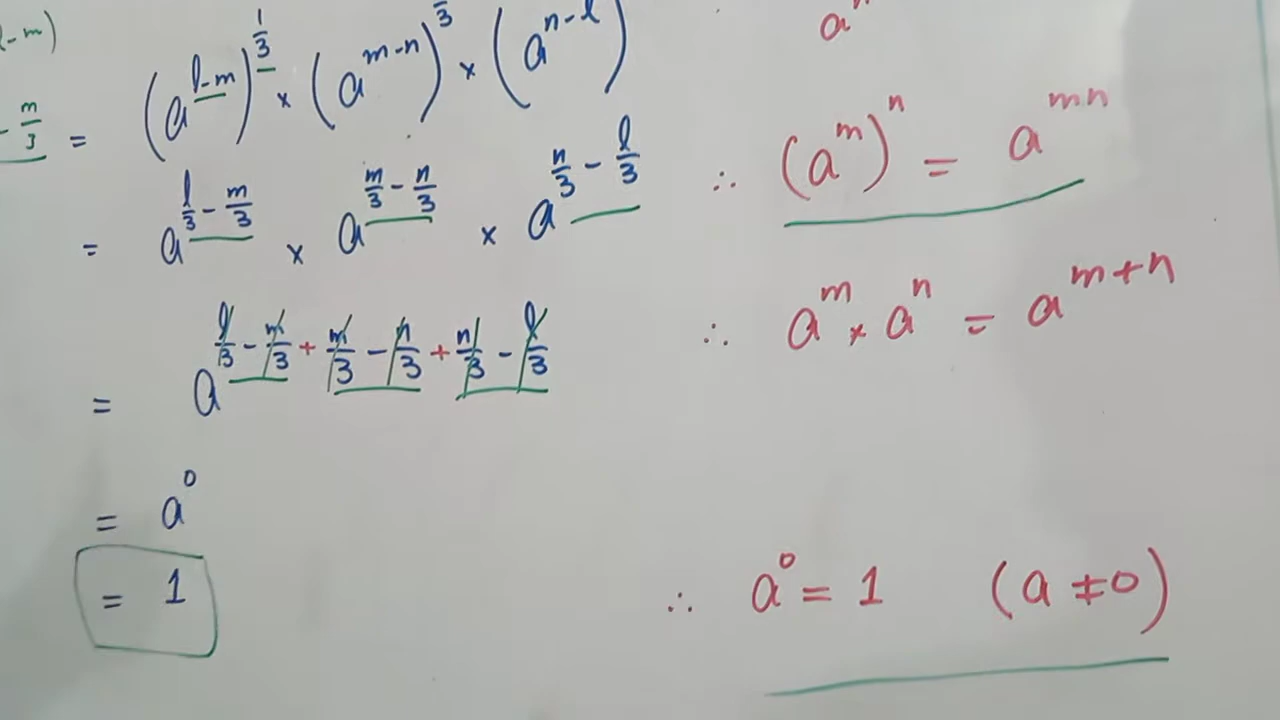 l-m)
- m/3
= (a^(l-m))^(1/3) × (a^(m-n))^(1/3) × (a^(n-l))
= a^(l/3 - m/3) × a^(m/3 - n/3) × a^(n/3 - l/3)
= a^(l/3 - m/3 + m/3 - n/3 + n/3 - l/3)
= a^0
= 1
a^n
∴ (a^m)^n = a^(mn)
∴ a^m × a^n = a^(m+n)
∴ a^0 = 1 (a ≠ 0)